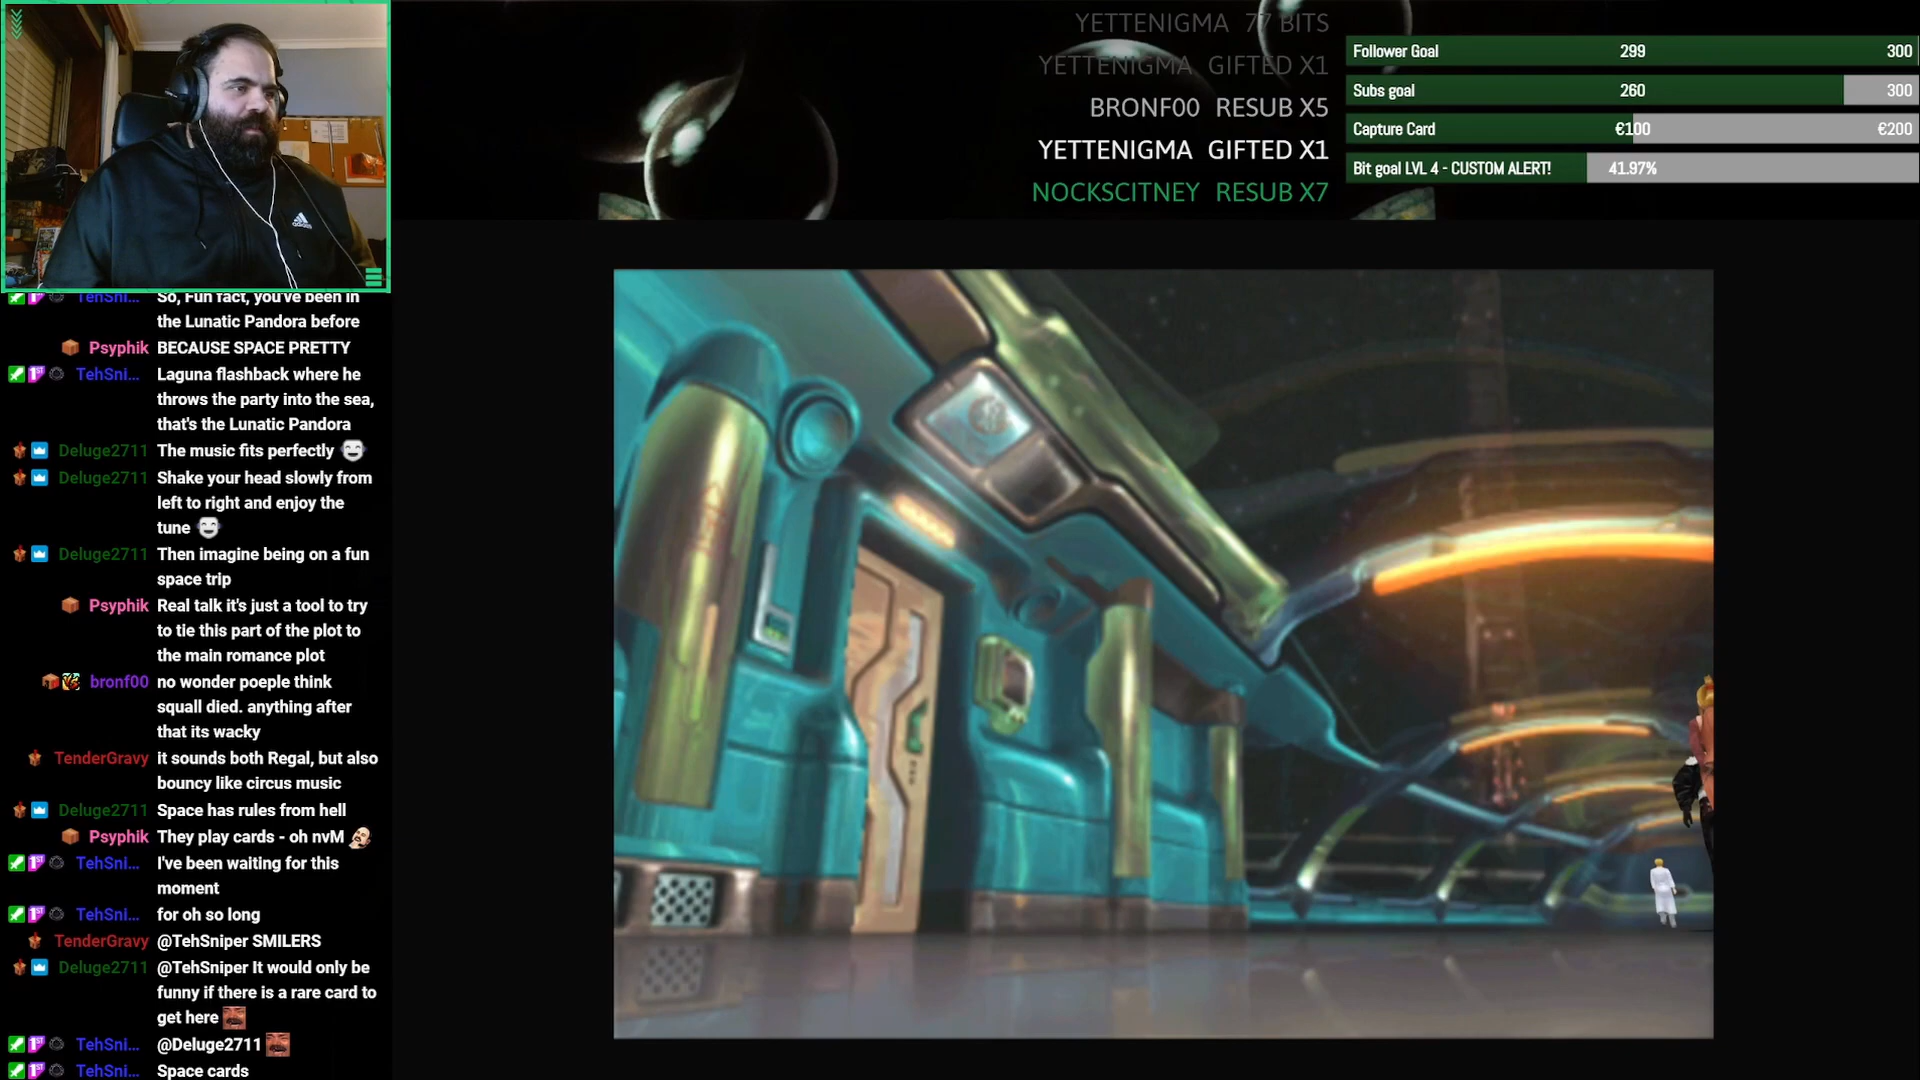 YETTENIGMA 77 BITS
YETTENIGMA GIFTED X1
BRONF00 RESUB X5
YETTENIGMA GIFTED X1
NOCKSCITNEY RESUB X7
Follower Goal 299 300
Subs goal 260 300
Capture Card €100 €200
Bit goal LVL 4 - CUSTOM ALERT! 41.97%
adidas
TehSni... So, Fun fact, you've been in
the Lunatic Pandora before
Psyphik BECAUSE SPACE PRETTY
TehSni... Laguna flashback where he
throws the party into the sea,
that's the Lunatic Pandora
Deluge2711 The music fits perfectly
Deluge2711 Shake your head slowly from
left to right and enjoy the
tune
Deluge2711 Then imagine being on a fun
space trip
Psyphik Real talk it's just a tool to try
to tie this part of the plot to
the main romance plot
bronf00 no wonder poeple think
squall died. anything after
that its wacky
TenderGravy it sounds both Regal, but also
bouncy like circus music
Deluge2711 Space has rules from hell
Psyphik They play cards - oh nvM
TehSni... I've been waiting for this
moment
TehSni... for oh so long
TenderGravy @TehSniper SMILERS
Deluge2711 @TehSniper It would only be
funny if there is a rare card to
get here
TehSni... @Deluge2711
TehSni... Space cards